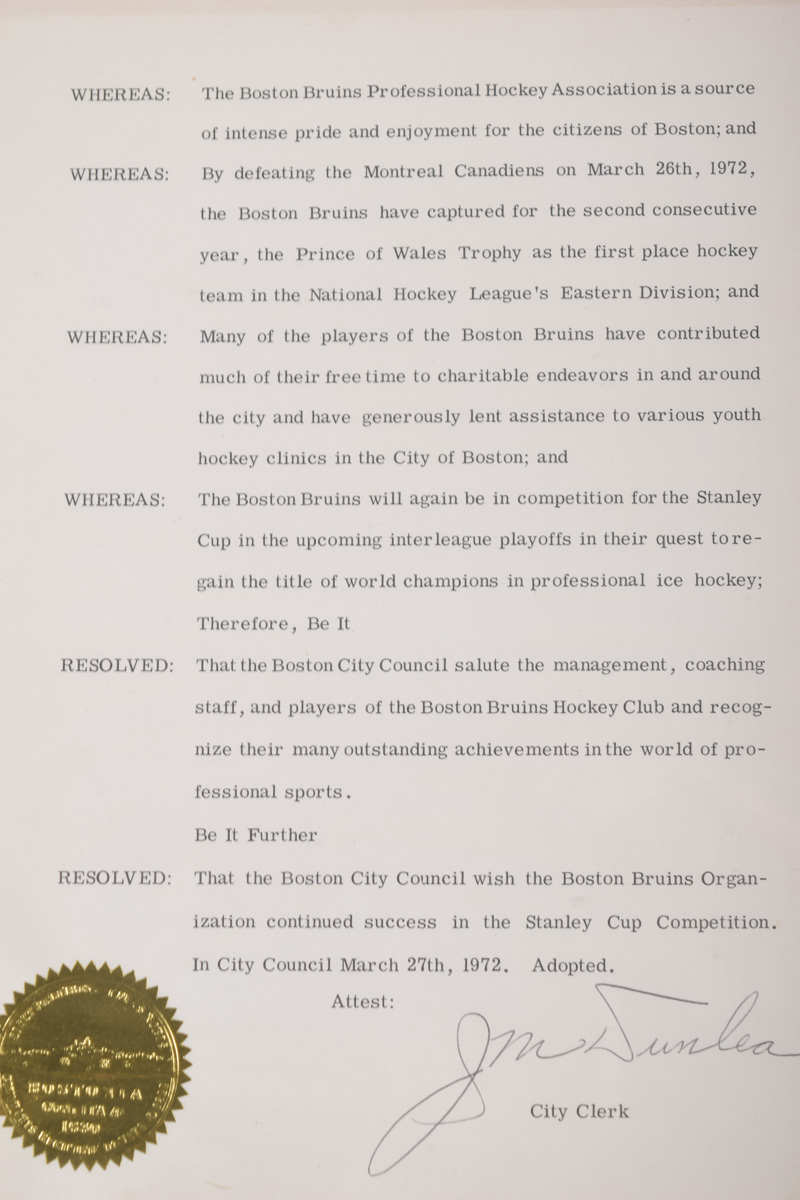 WHEREAS: The Boston Bruins Professional Hockey Association is a source
of intense pride and enjoyment for the citizens of Boston; and
WHEREAS: By defeating the Montreal Canadiens on March 26th, 1972,
the Boston Bruins have captured for the second consecutive
year, the Prince of Wales Trophy as the first place hockey
team in the National Hockey League's Eastern Division; and
WHEREAS: Many of the players of the Boston Bruins have contributed
much of their free time to charitable endeavors in and around
the city and have generously lent assistance to various youth
hockey clinics in the City of Boston; and
WHEREAS: The Boston Bruins will again be in competition for the Stanley
Cup in the upcoming interleague playoffs in their quest to re-
gain the title of world champions in professional ice hockey;
Therefore, Be It
RESOLVED: That the Boston City Council salute the management, coaching
staff, and players of the Boston Bruins Hockey Club and recog-
nize their many outstanding achievements in the world of pro-
fessional sports.
Be It Further
RESOLVED: That the Boston City Council wish the Boston Bruins Organ-
ization continued success in the Stanley Cup Competition.
In City Council March 27th, 1972. Adopted.
Attest:
City Clerk
BOSTONIA